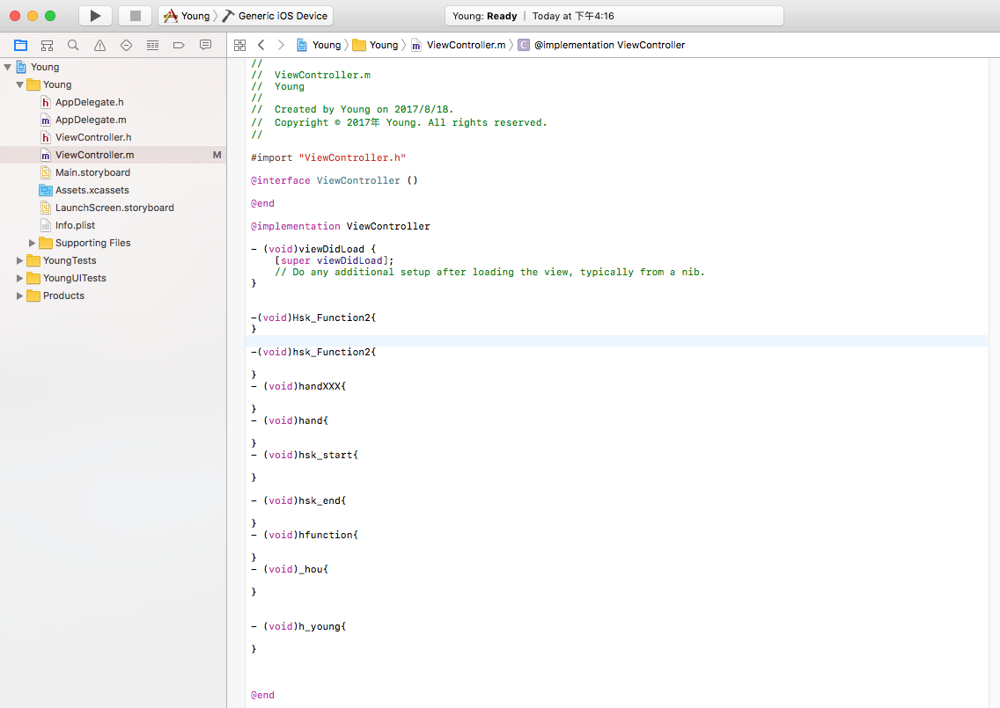 Young
Generic iOS Device
Young: Ready | Today at 下午4:16
Young
Young
ViewController.m
C
@implementation ViewController
Young
Young
h AppDelegate.h
m AppDelegate.m
h ViewController.h
m ViewController.m M
Main.storyboard
Assets.xcassets
LaunchScreen.storyboard
Info.plist
Supporting Files
YoungTests
YoungUITests
Products
//
//  ViewController.m
//  Young
//
//  Created by Young on 2017/8/18.
//  Copyright © 2017年 Young. All rights reserved.
//
#import "ViewController.h"
@interface ViewController ()
@end
@implementation ViewController
- (void)viewDidLoad {
    [super viewDidLoad];
    // Do any additional setup after loading the view, typically from a nib.
}
-(void)Hsk_Function2{
}
-(void)hsk_Function2{
}
- (void)handXXX{
}
- (void)hand{
}
- (void)hsk_start{
}
- (void)hsk_end{
}
- (void)hfunction{
}
- (void)_hou{
}
- (void)h_young{
}
@end